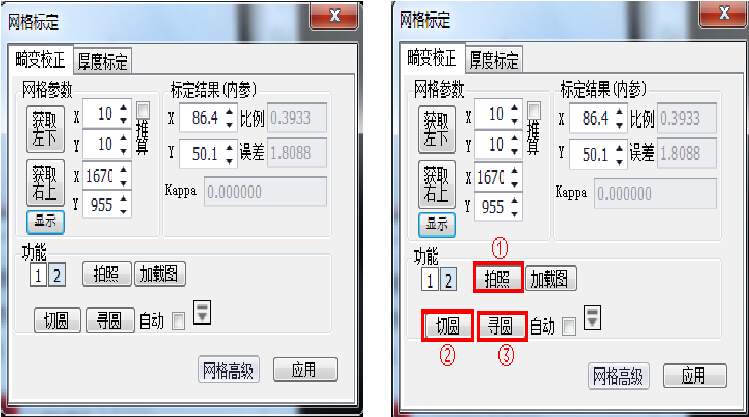 网格标定
畸变校正 厚度标定
网格参数 标定结果(内参)
获取左下 X 10 推算 X 86.4 比例 0.3933
Y 10 Y 50.1 误差 1.8088
获取右上 X 1670 Kappa 0.000000
Y 955
显示
功能
1 2 拍照 加载图
切圆 寻圆 自动
网格高级 应用
网格标定
畸变校正 厚度标定
网格参数 标定结果(内参)
获取左下 X 10 推算 X 86.4 比例 0.3933
Y 10 Y 50.1 误差 1.8088
获取右上 X 1670 Kappa 0.000000
Y 955
显示
①
功能
1 2 拍照 加载图
切圆 寻圆 自动
② ③
网格高级 应用